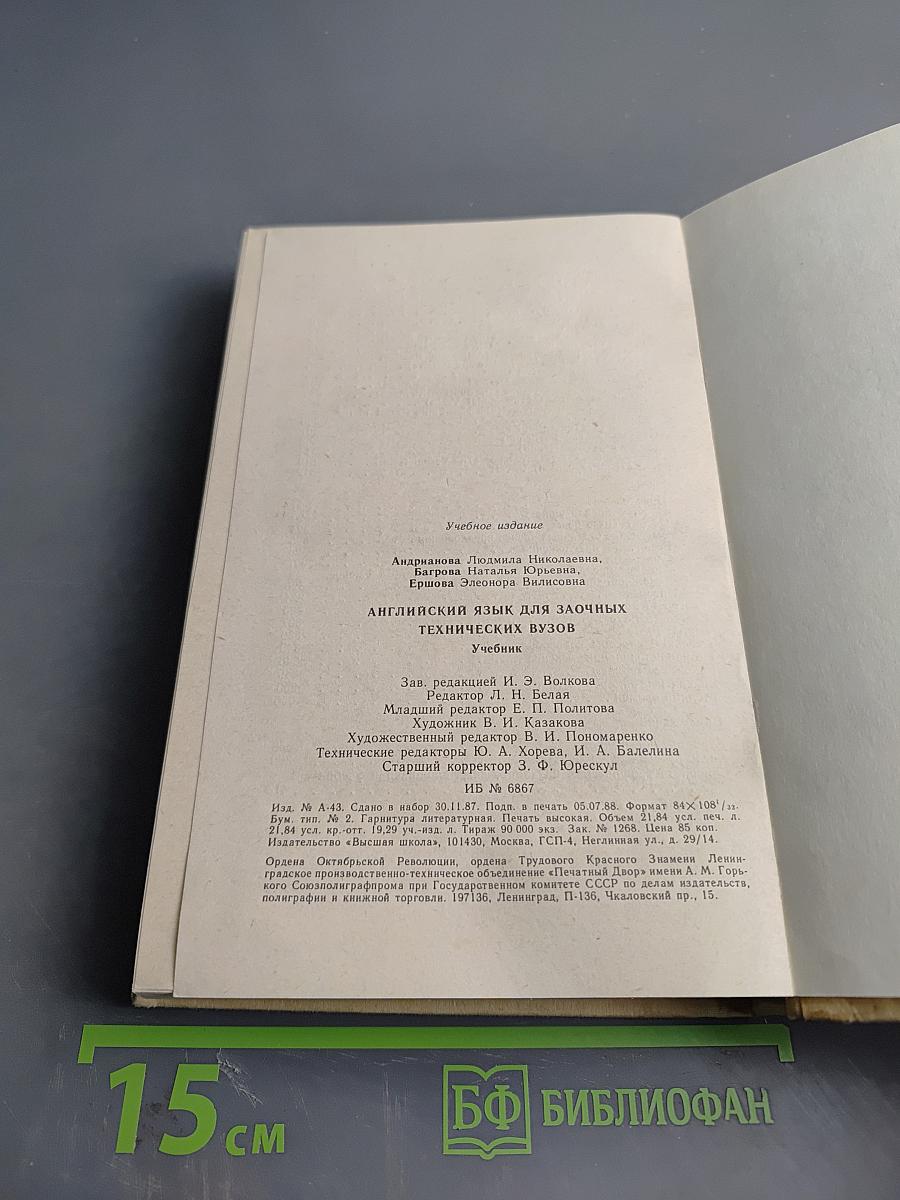 Учебное издание
Андрианова Людмила Николаевна,
Багрова Наталья Юрьевна,
Ершова Элеонора Вилисовна
АНГЛИЙСКИЙ ЯЗЫК ДЛЯ ЗАОЧНЫХ
ТЕХНИЧЕСКИХ ВУЗОВ
Учебник
Зав. редакцией И. Э. Волкова
Редактор Л. Н. Белая
Младший редактор Е. П. Политова
Художник В. И. Казакова
Художественный редактор В. И. Пономаренко
Технические редакторы Ю. А. Хорева, И. А. Балелина
Старший корректор З. Ф. Юрескул
ИБ № 6867
Изд. № А-43. Сдано в набор 30.11.87. Подп. в печать 05.07.88. Формат 84×108¹/₃₂.
Бум. тип. № 2. Гарнитура литературная. Печать высокая. Объем 21,84 усл. печ. л.
21,84 усл. кр.-отт. 19,29 уч.-изд. л. Тираж 90 000 экз. Зак. № 1268. Цена 85 коп.
Издательство «Высшая школа», 101430, Москва, ГСП-4, Неглинная ул., д. 29/14.
Ордена Октябрьской Революции, ордена Трудового Красного Знамени Ленин-
градское производственно-техническое объединение «Печатный Двор» имени А. М. Горь-
кого Союзполиграфпрома при Государственном комитете СССР по делам издательств,
полиграфии и книжной торговли. 197136, Ленинград, П-136, Чкаловский пр., 15.
15 см
БФ БИБЛИОФАН